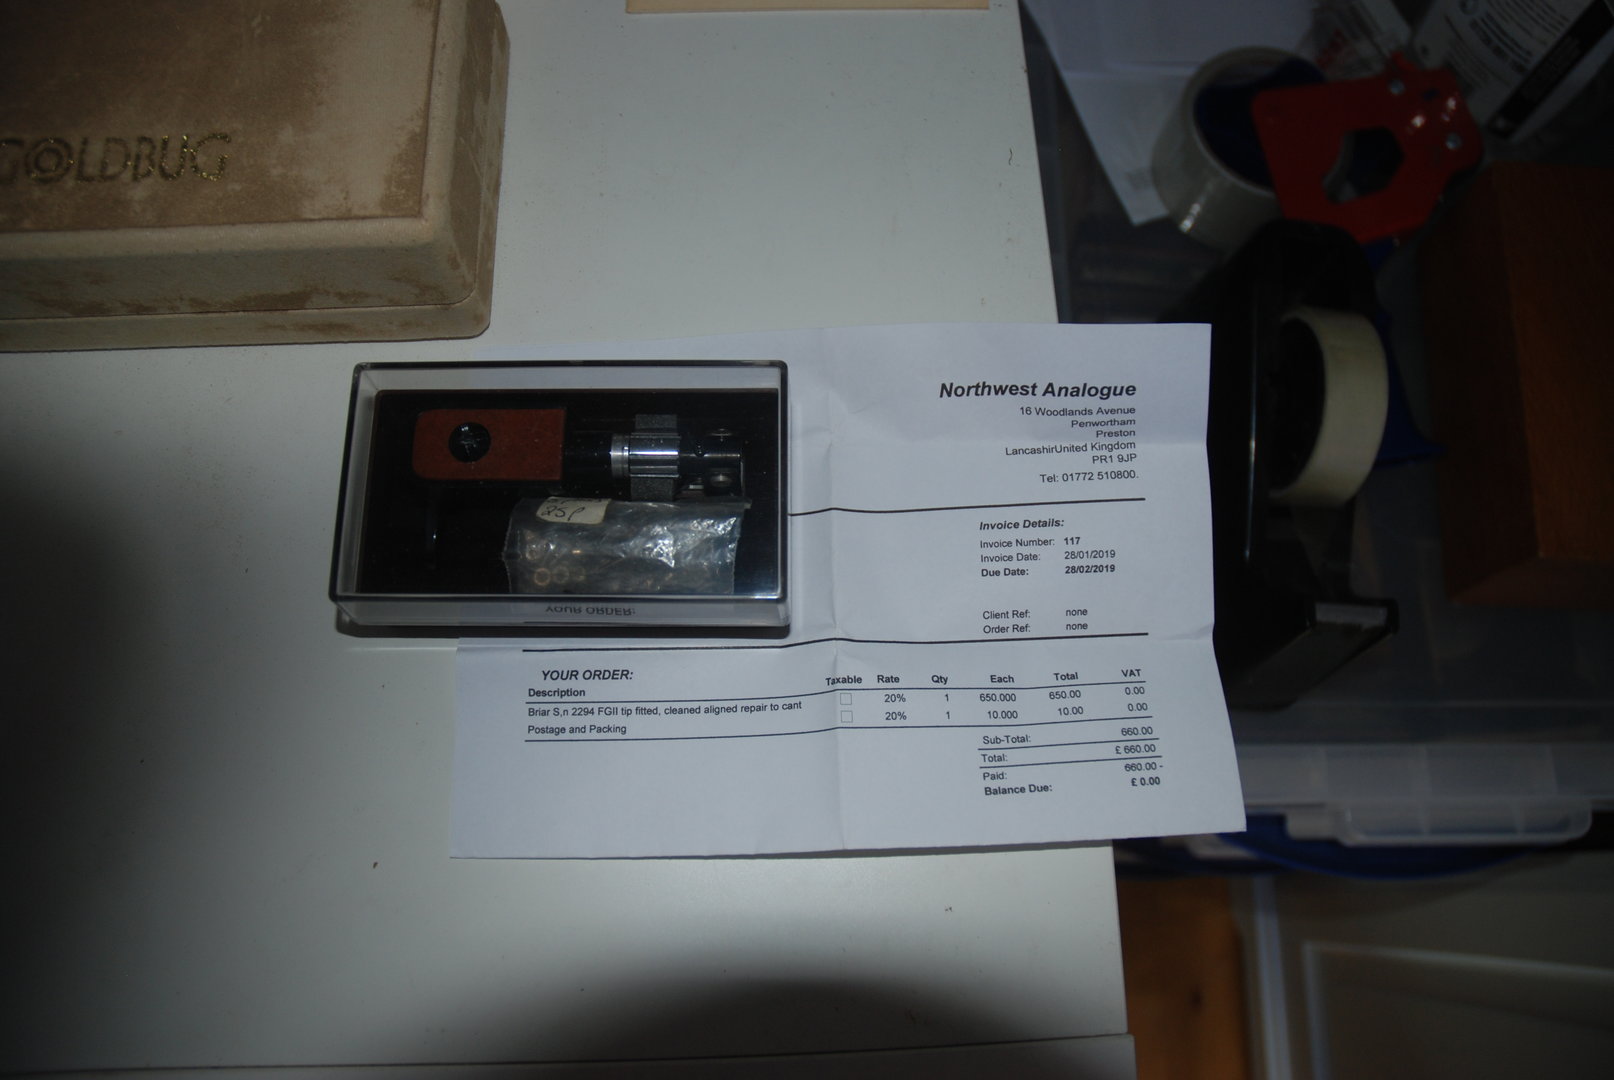 GOLDBUG
25p
Northwest Analogue
16 Woodlands Avenue
Penwortham
Preston
LancashirUnited Kingdom
PR1 9JP
Tel: 01772 510800.
Invoice Details:
Invoice Number: 117
Invoice Date: 28/01/2019
Due Date: 28/02/2019
Client Ref: none
Order Ref: none
YOUR ORDER:
YOUR ORDER:
Description Taxable Rate Qty Each Total VAT
Briar S,n 2294 FGII tip fitted, cleaned aligned repair to cant 20% 1 650.000 650.00 0.00
Postage and Packing 20% 1 10.000 10.00 0.00
Sub-Total: 660.00
Total: £ 660.00
Paid: 660.00 -
Balance Due: £ 0.00